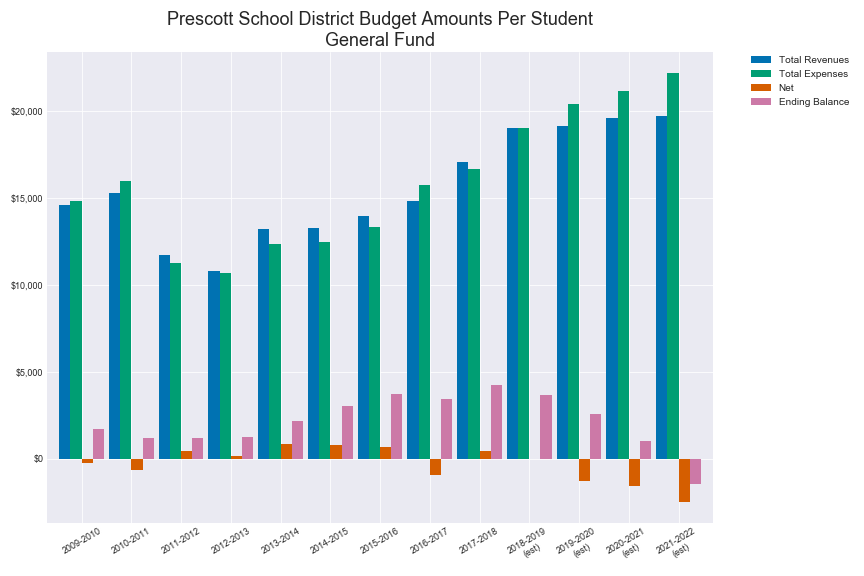 Prescott School District Budget Amounts Per Student
General Fund
Total Revenues
Total Expenses
Net
Ending Balance
$20,000
$15,000
$10,000
$5,000
$0
2009-2010
2010-2011
2011-2012
2012-2013
2013-2014
2014-2015
2015-2016
2016-2017
2017-2018
2018-2019
(est)
2019-2020
(est)
2020-2021
(est)
2021-2022
(est)